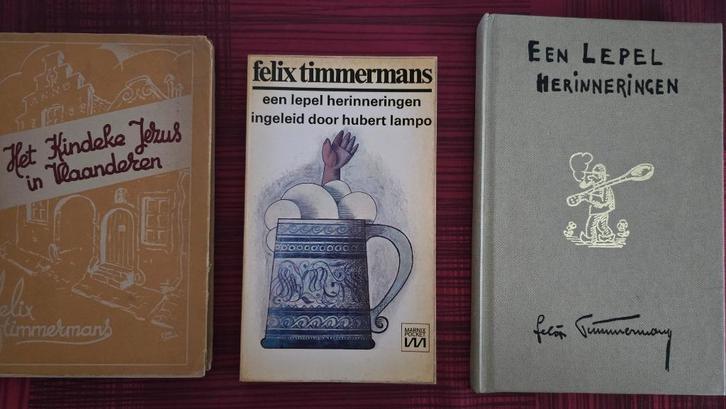 Het Kindeke Jezus
in Vlaanderen
felix
timmermans
felix timmermans
een lepel herinneringen
ingeleid door hubert lampo
MARNIX
POCKET
EEN LEPEL
HERINNERINGEN
felix Timmermans